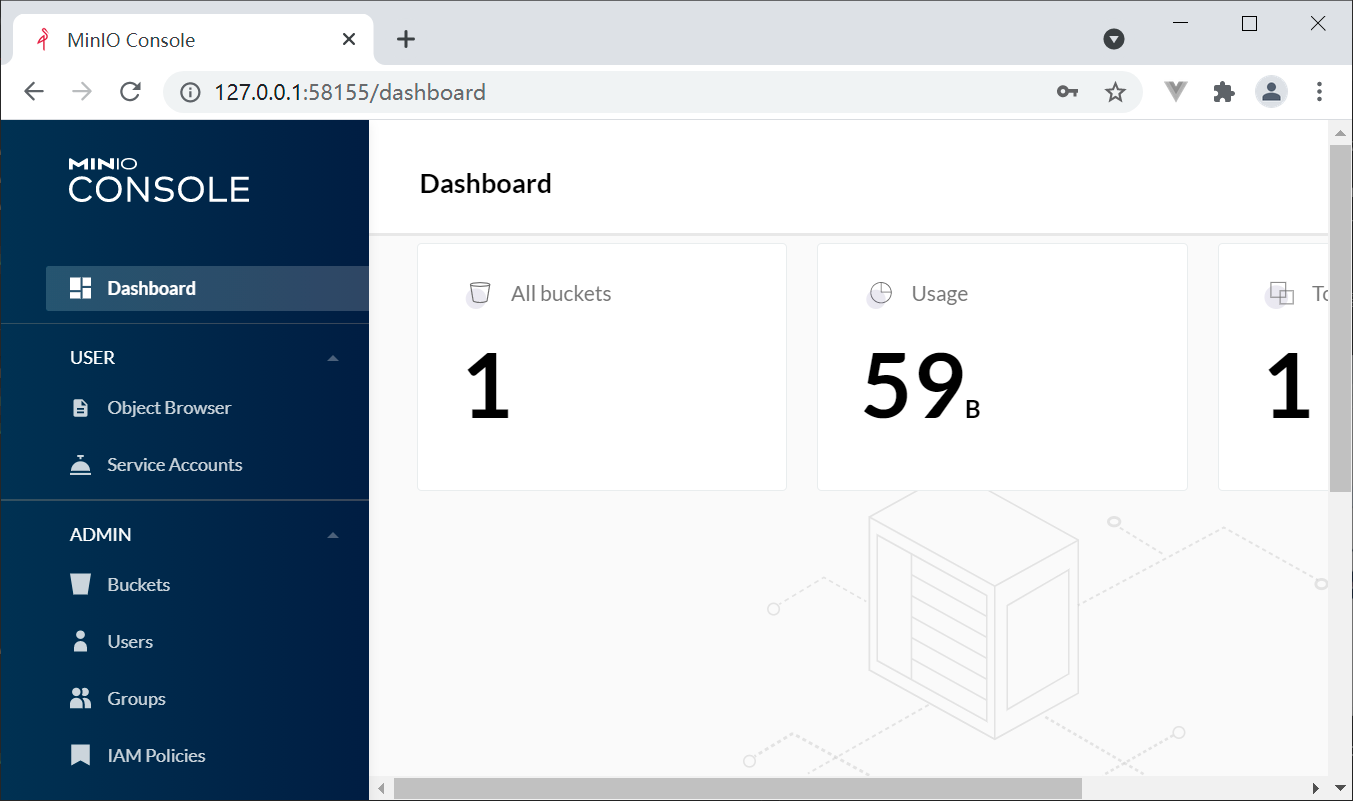 MinIO Console
127.0.0.1:58155/dashboard
MINIO
CONSOLE
Dashboard
USER
Object Browser
Service Accounts
ADMIN
Buckets
Users
Groups
IAM Policies
Dashboard
All buckets
1
Usage
59 B
1